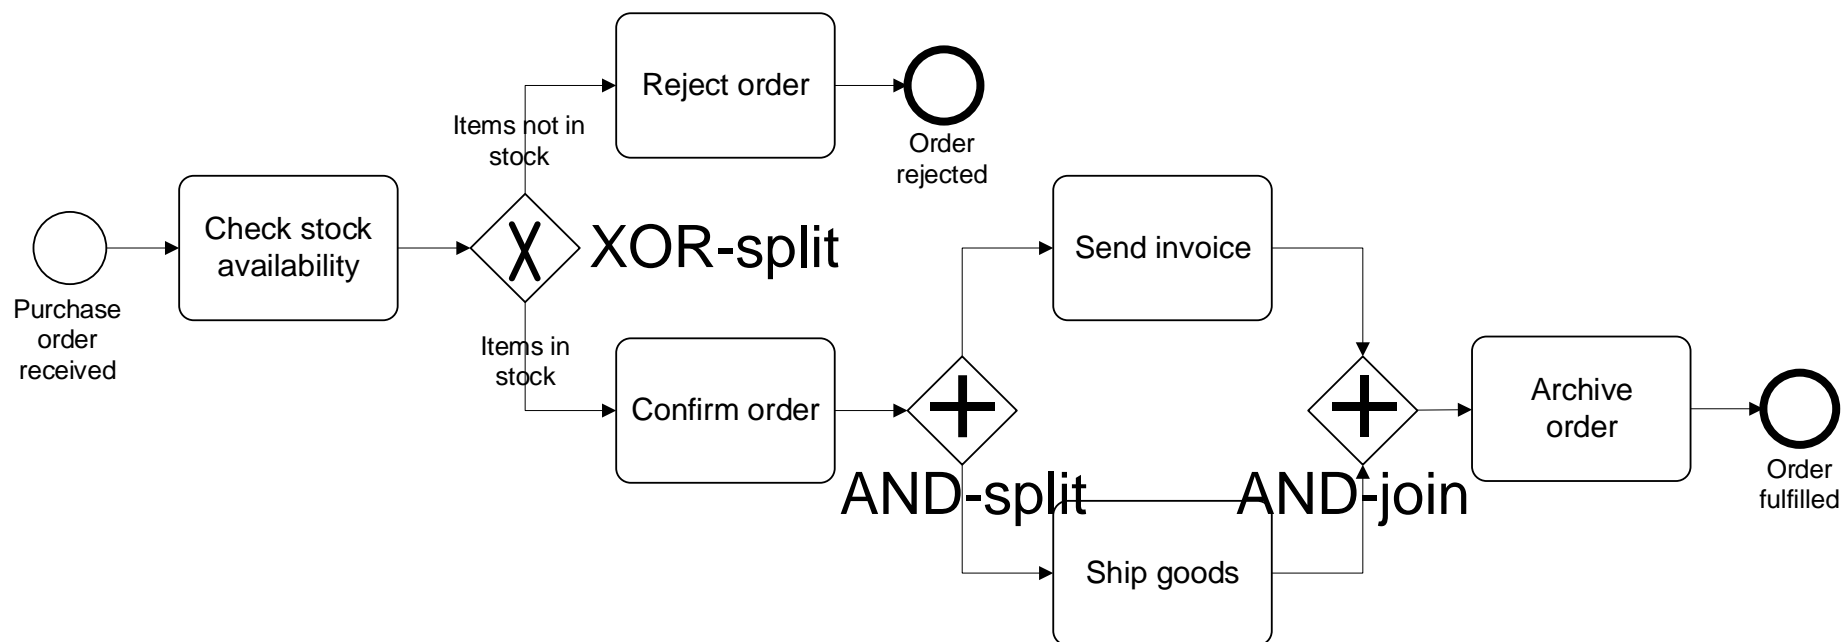 Reject order
Order
rejected
Items not in
stock
Purchase
order
received
Check stock
availability
X
XOR-split
Send invoice
Items in
stock
Confirm order
AND-split
AND-join
Ship goods
Archive
order
Order
fulfilled